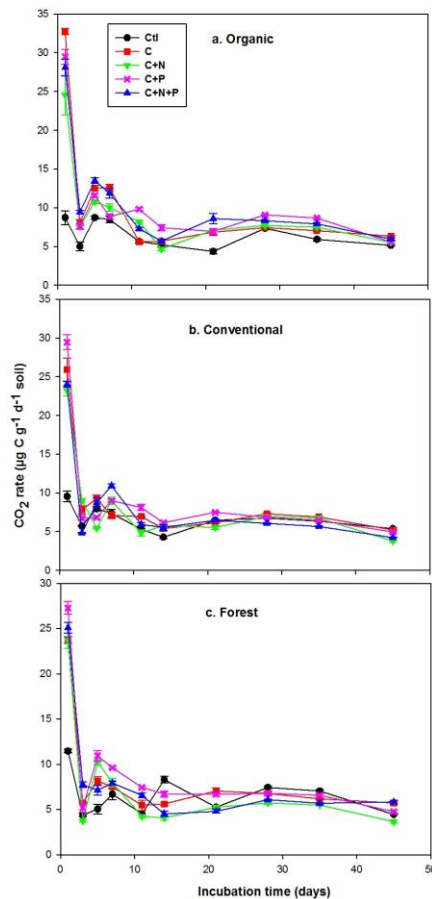 35
30
25
20
15
10
5
0
a. Organic
Ctl
C
C+N
C+P
C+N+P
35
30
25
20
15
10
5
0
b. Conventional
CO2 rate (µg C g-1 d-1 soil)
30
25
20
15
10
5
0
c. Forest
0 10 20 30 40 50
Incubation time (days)